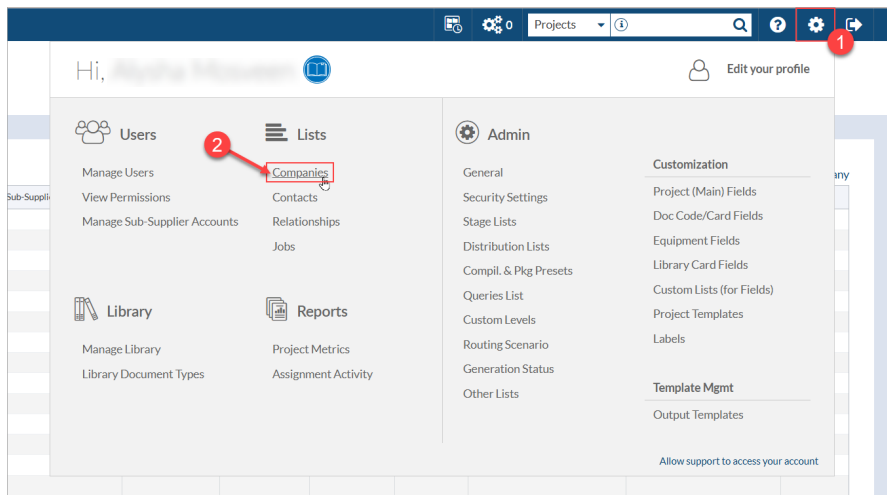 0 Projects
1
Hi,
Edit your profile
Users
Manage Users
View Permissions
Manage Sub-Supplier Accounts
2
Lists
Companies
Contacts
Relationships
Jobs
Library
Manage Library
Library Document Types
Reports
Project Metrics
Assignment Activity
Admin
General
Security Settings
Stage Lists
Distribution Lists
Compil. & Pkg Presets
Queries List
Custom Levels
Routing Scenario
Generation Status
Other Lists
Customization
Project (Main) Fields
Doc Code/Card Fields
Equipment Fields
Library Card Fields
Custom Lists (for Fields)
Project Templates
Labels
Template Mgmt
Output Templates
Allow support to access your account